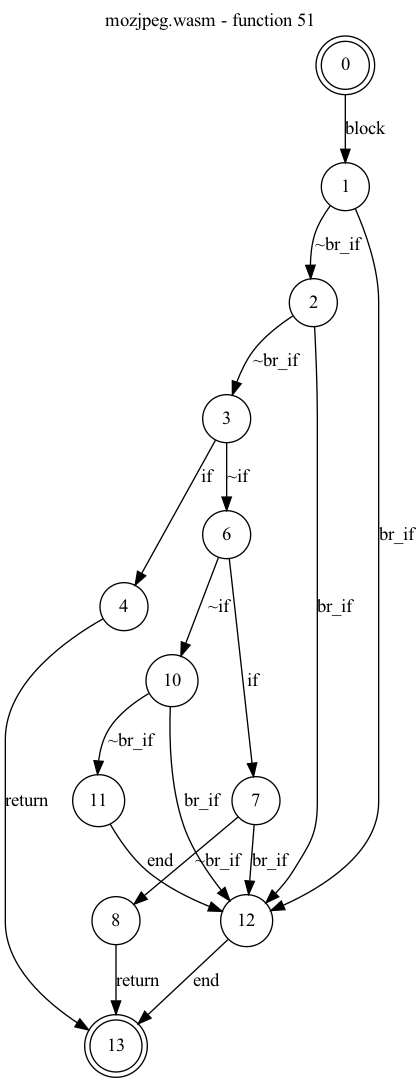 mozjpeg.wasm - function 51
0
block
1
~br_if
2
~br_if
3
if
~if
br_if
6
4
br_if
~if
10
if
~br_if
11
br_if
7
return
end
~br_if
br_if
8
12
return
end
13